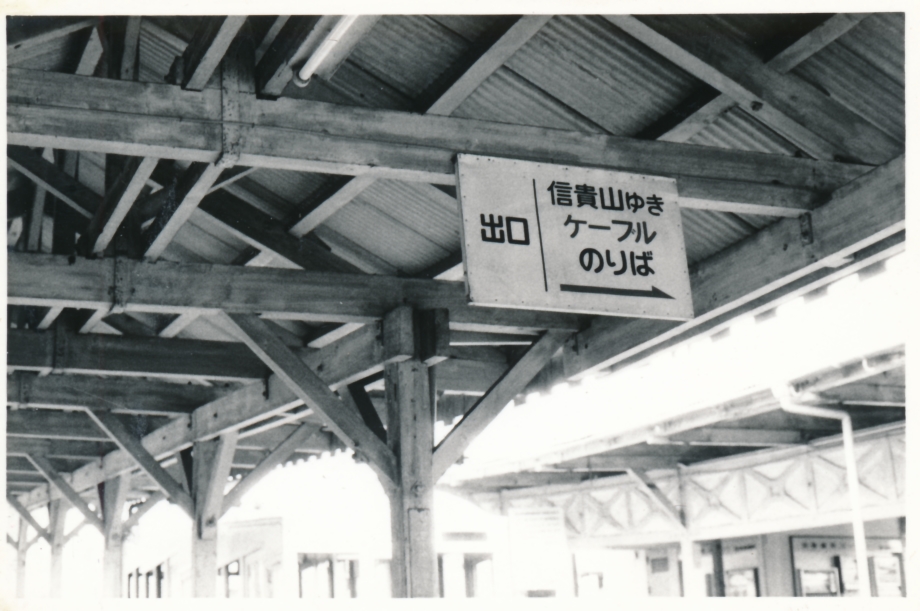 出口
信貴山ゆき
ケーブル
のりば